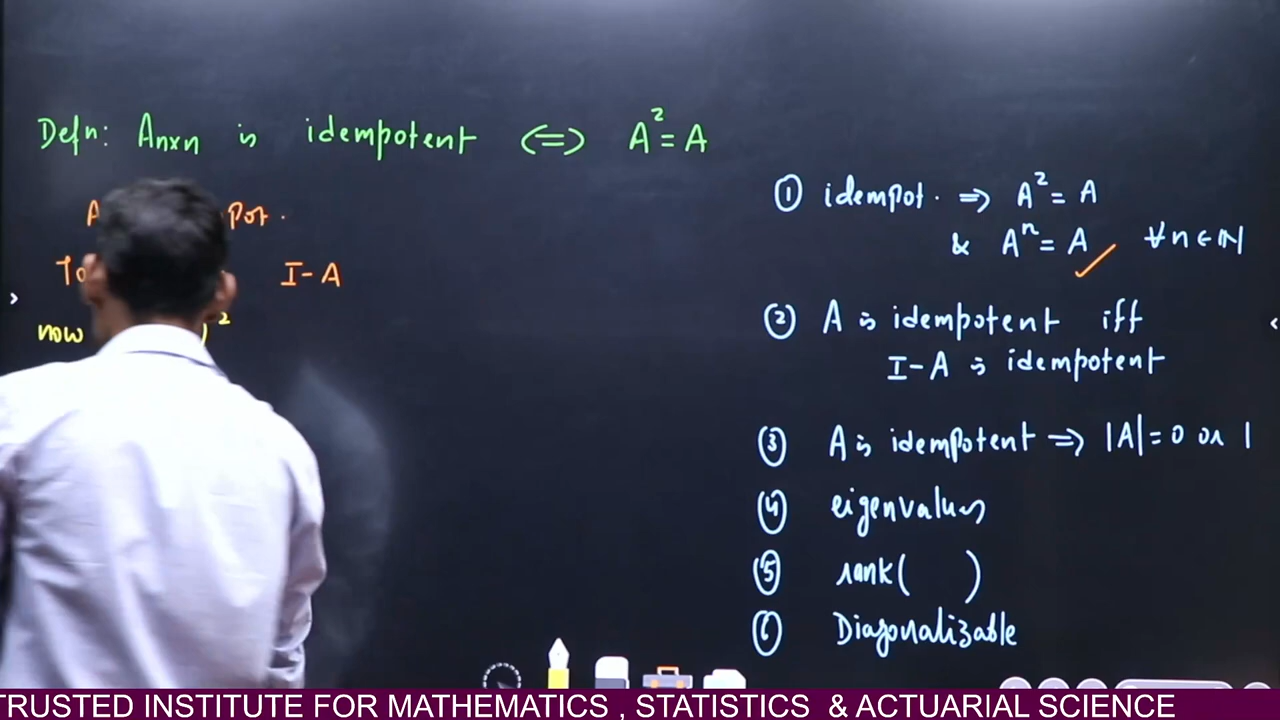 Defn: Anxn is idempotent <=> A² = A
A pot.
To I-A
now )²
① idempot. => A² = A
& Aⁿ = A ∀n∈N
② A is idempotent iff
I-A is idempotent
③ A is idempotent => |A|=0 or 1
④ eigenvalues
⑤ rank( )
⑥ Diagonalizable
TRUSTED INSTITUTE FOR MATHEMATICS , STATISTICS & ACTUARIAL SCIENCE